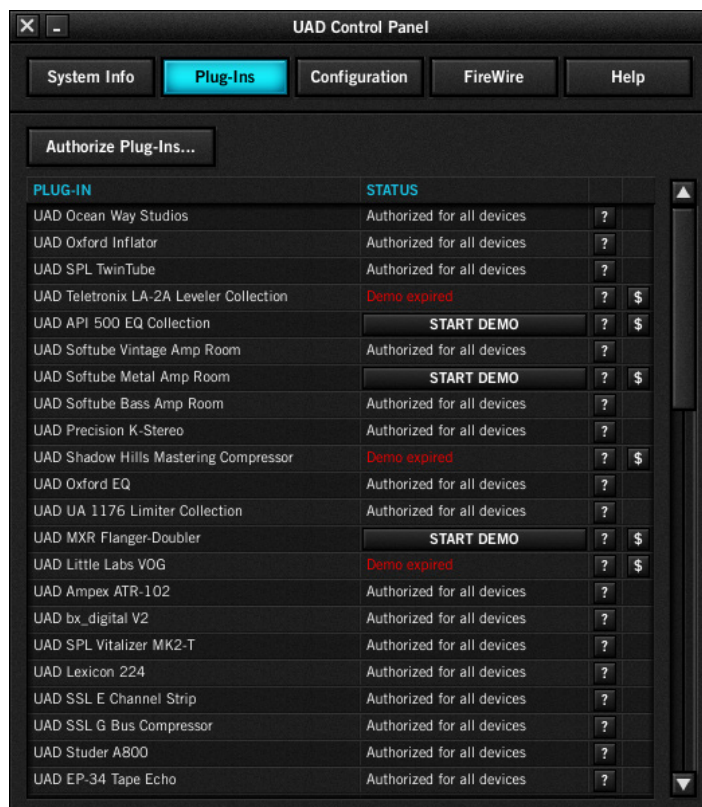 UAD Control Panel
System Info Plug-Ins Configuration FireWire Help
Authorize Plug-Ins...
PLUG-IN STATUS
UAD Ocean Way Studios Authorized for all devices ?
UAD Oxford Inflator Authorized for all devices ?
UAD SPL TwinTube Authorized for all devices ?
UAD Teletronix LA-2A Leveler Collection Demo expired ? $
UAD API 500 EQ Collection START DEMO ? $
UAD Softube Vintage Amp Room Authorized for all devices ?
UAD Softube Metal Amp Room START DEMO ? $
UAD Softube Bass Amp Room Authorized for all devices ?
UAD Precision K-Stereo Authorized for all devices ?
UAD Shadow Hills Mastering Compressor Demo expired ? $
UAD Oxford EQ Authorized for all devices ?
UAD UA 1176 Limiter Collection Authorized for all devices ?
UAD MXR Flanger-Doubler START DEMO ? $
UAD Little Labs VOG Demo expired ? $
UAD Ampex ATR-102 Authorized for all devices ?
UAD bx_digital V2 Authorized for all devices ?
UAD SPL Vitalizer MK2-T Authorized for all devices ?
UAD Lexicon 224 Authorized for all devices ?
UAD SSL E Channel Strip Authorized for all devices ?
UAD SSL G Bus Compressor Authorized for all devices ?
UAD Studer A800 Authorized for all devices ?
UAD EP-34 Tape Echo Authorized for all devices ?